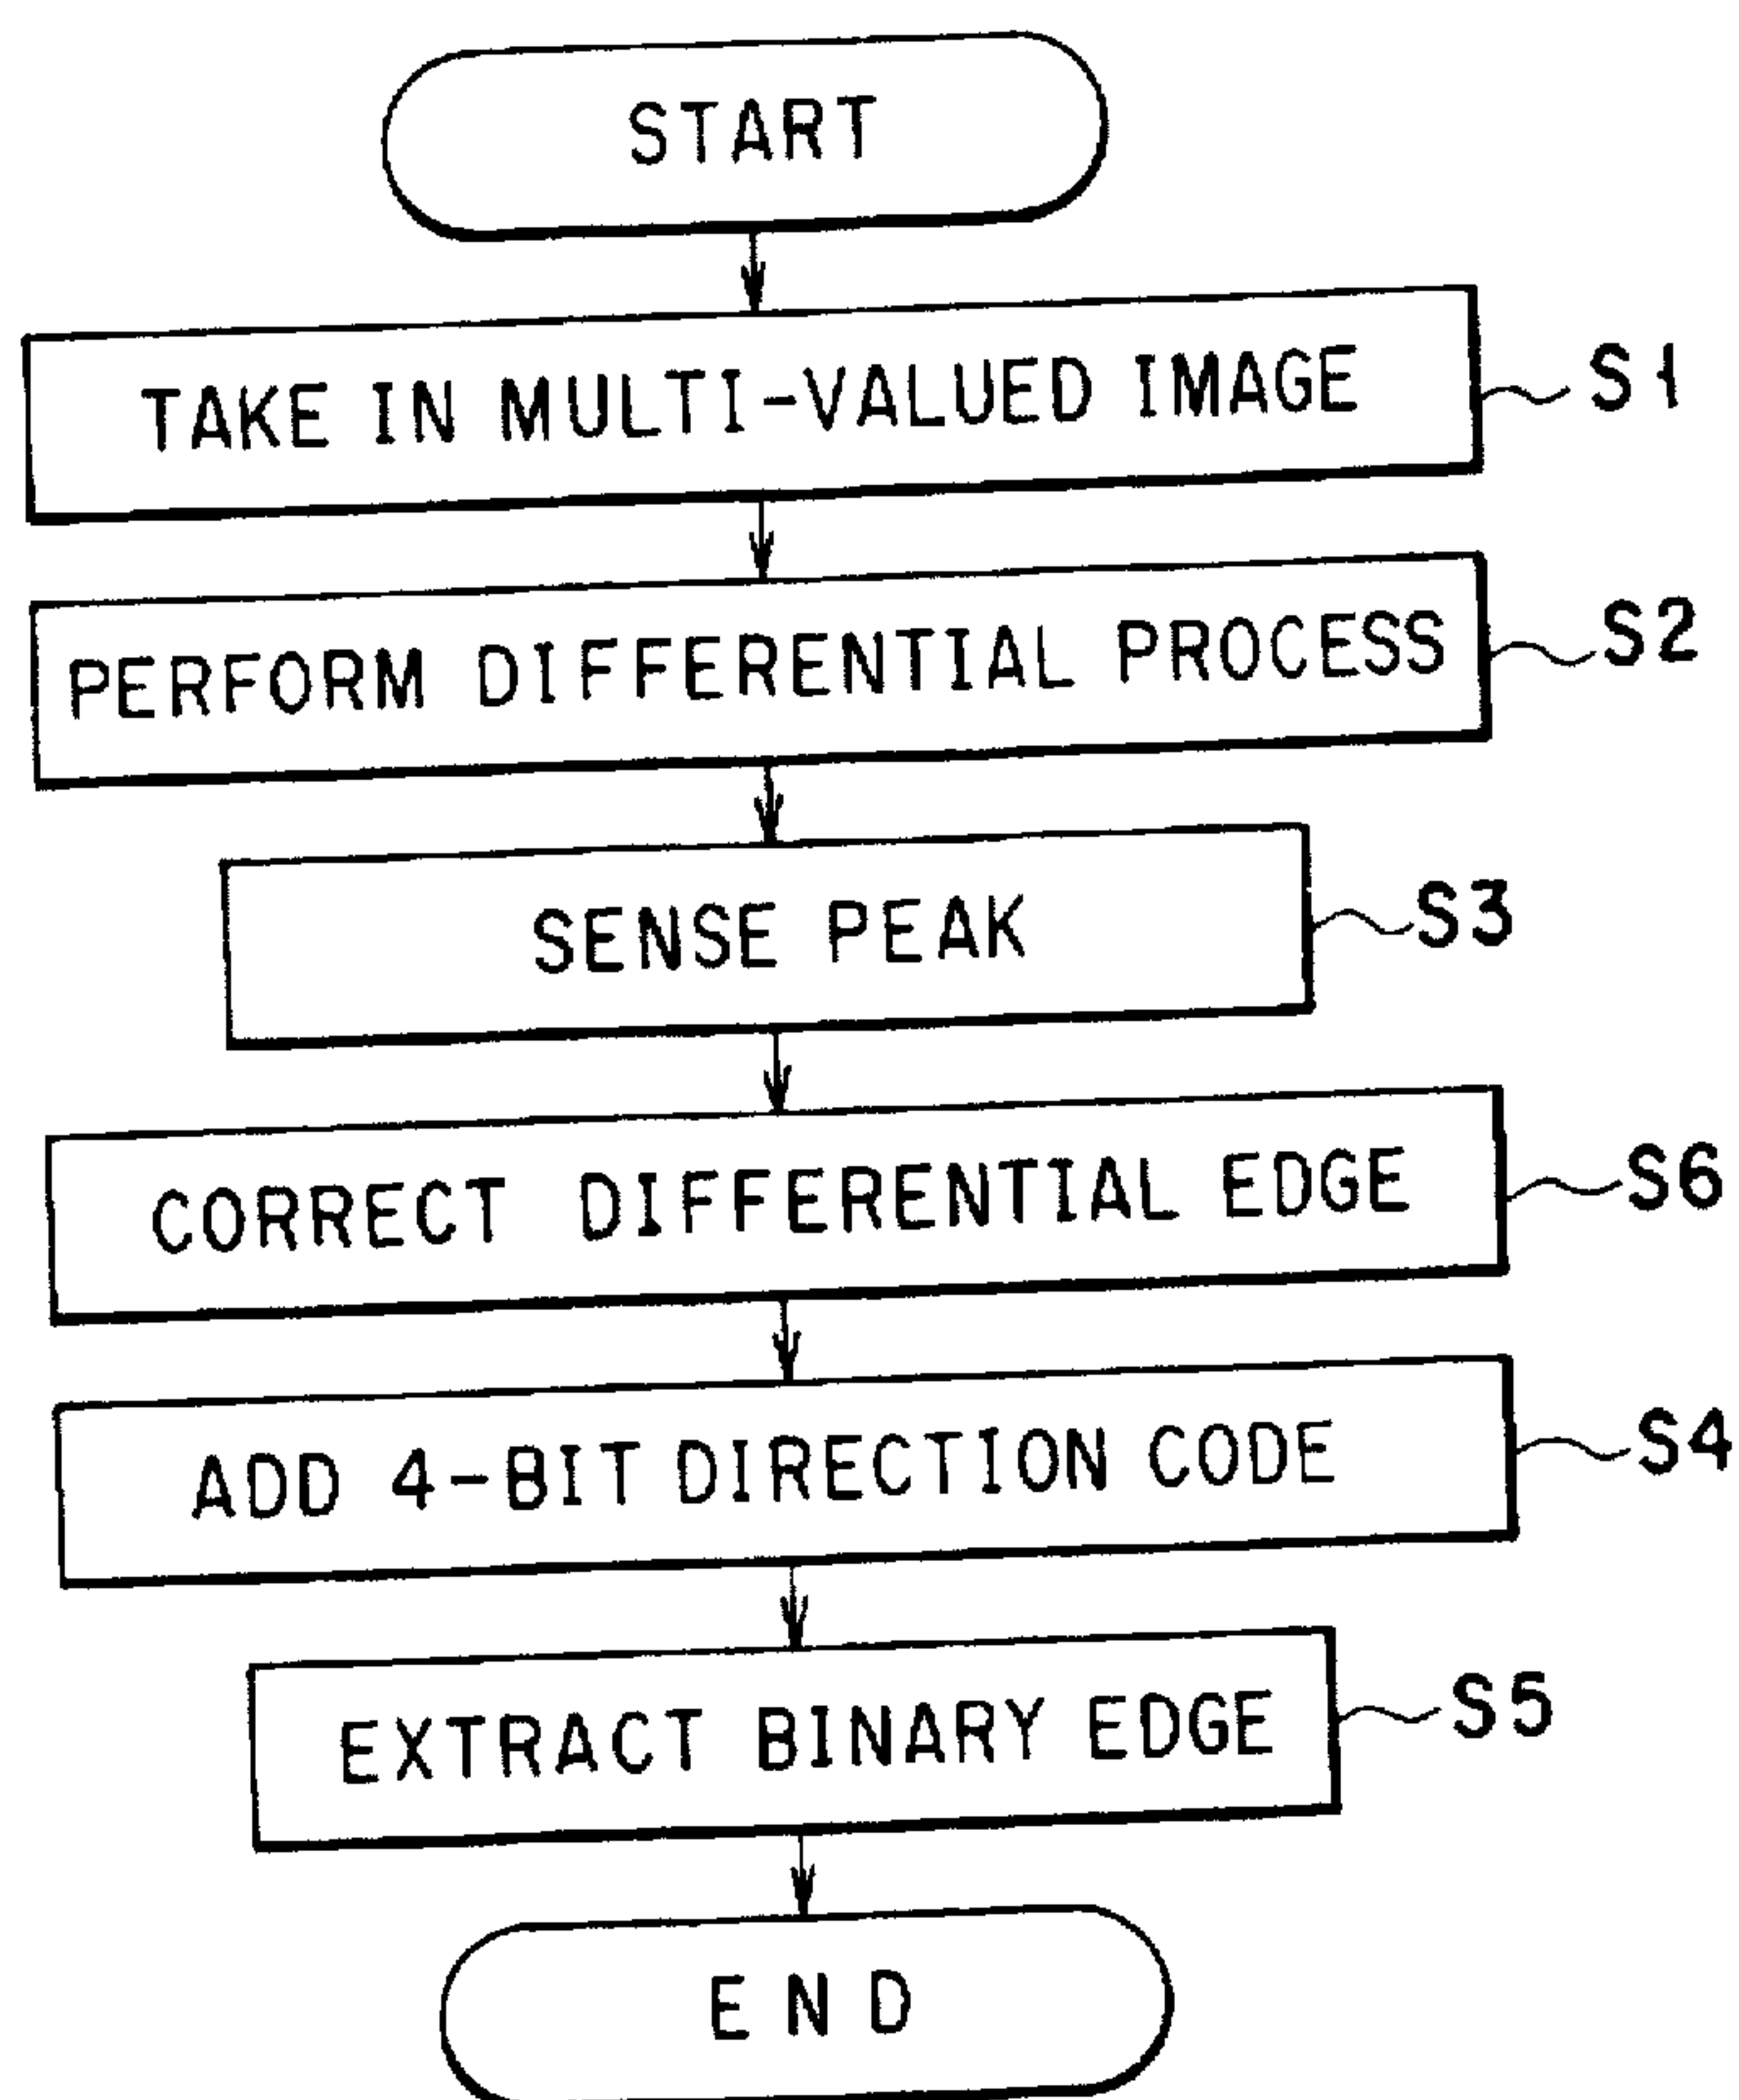 START
TAKE IN MULTI-VALUED IMAGE S1
PERFORM DIFFERENTIAL PROCESS S2
SENSE PEAK S3
CORRECT DIFFERENTIAL EDGE S6
ADD 4-BIT DIRECTION CODE S4
EXTRACT BINARY EDGE S5
END